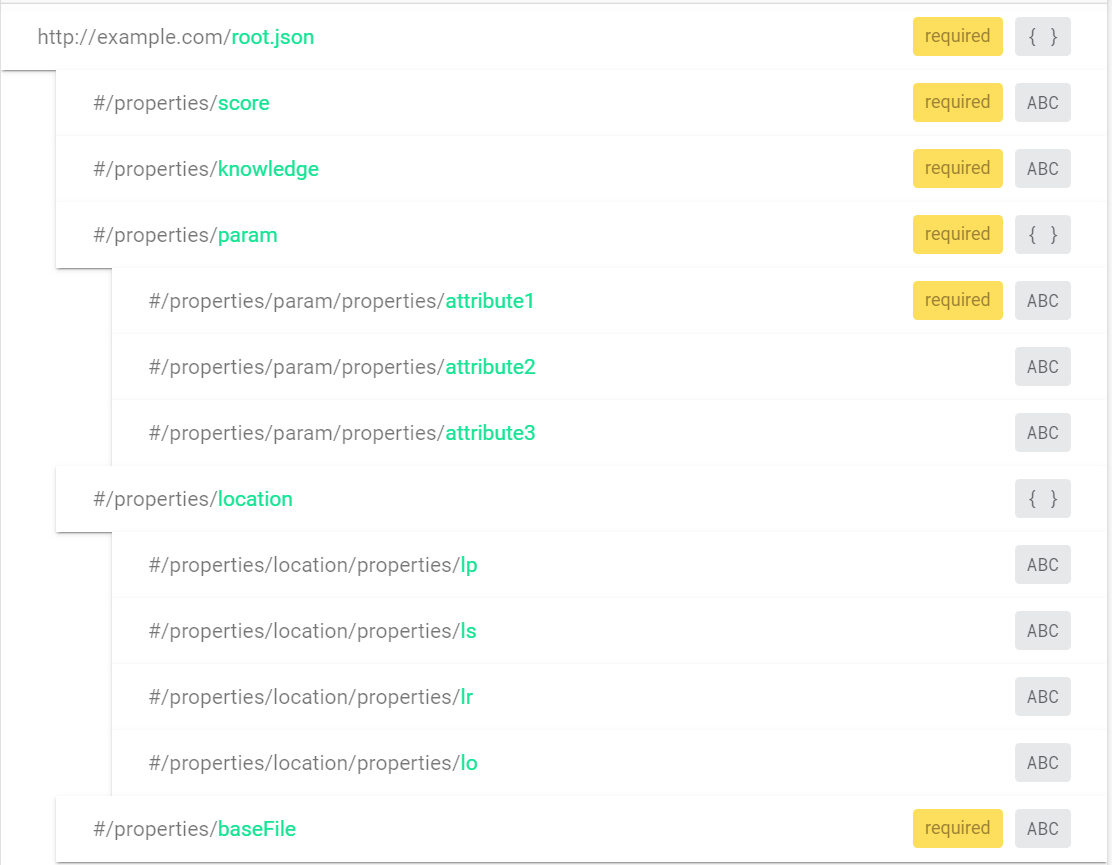 http://example.com/root.json required { }
#/properties/score required ABC
#/properties/knowledge required ABC
#/properties/param required { }
#/properties/param/properties/attribute1 required ABC
#/properties/param/properties/attribute2 ABC
#/properties/param/properties/attribute3 ABC
#/properties/location { }
#/properties/location/properties/lp ABC
#/properties/location/properties/ls ABC
#/properties/location/properties/lr ABC
#/properties/location/properties/lo ABC
#/properties/baseFile required ABC